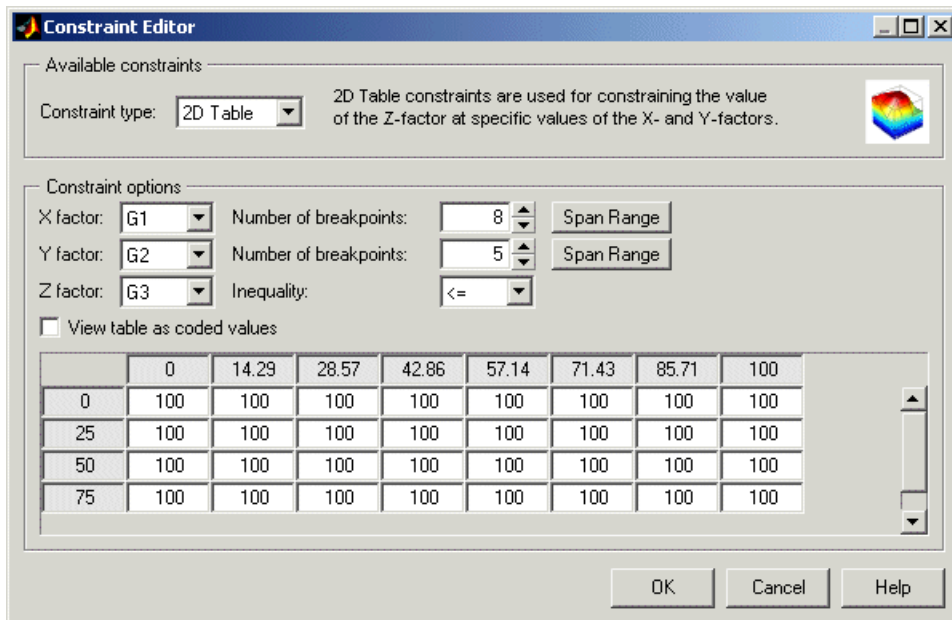 Constraint Editor
Available constraints
Constraint type: 2D Table
2D Table constraints are used for constraining the value
of the Z-factor at specific values of the X- and Y-factors.
Constraint options
X factor: G1 Number of breakpoints: 8 Span Range
Y factor: G2 Number of breakpoints: 5 Span Range
Z factor: G3 Inequality: <=
View table as coded values
0 14.29 28.57 42.86 57.14 71.43 85.71 100
0 100 100 100 100 100 100 100 100
25 100 100 100 100 100 100 100 100
50 100 100 100 100 100 100 100 100
75 100 100 100 100 100 100 100 100
OK Cancel Help